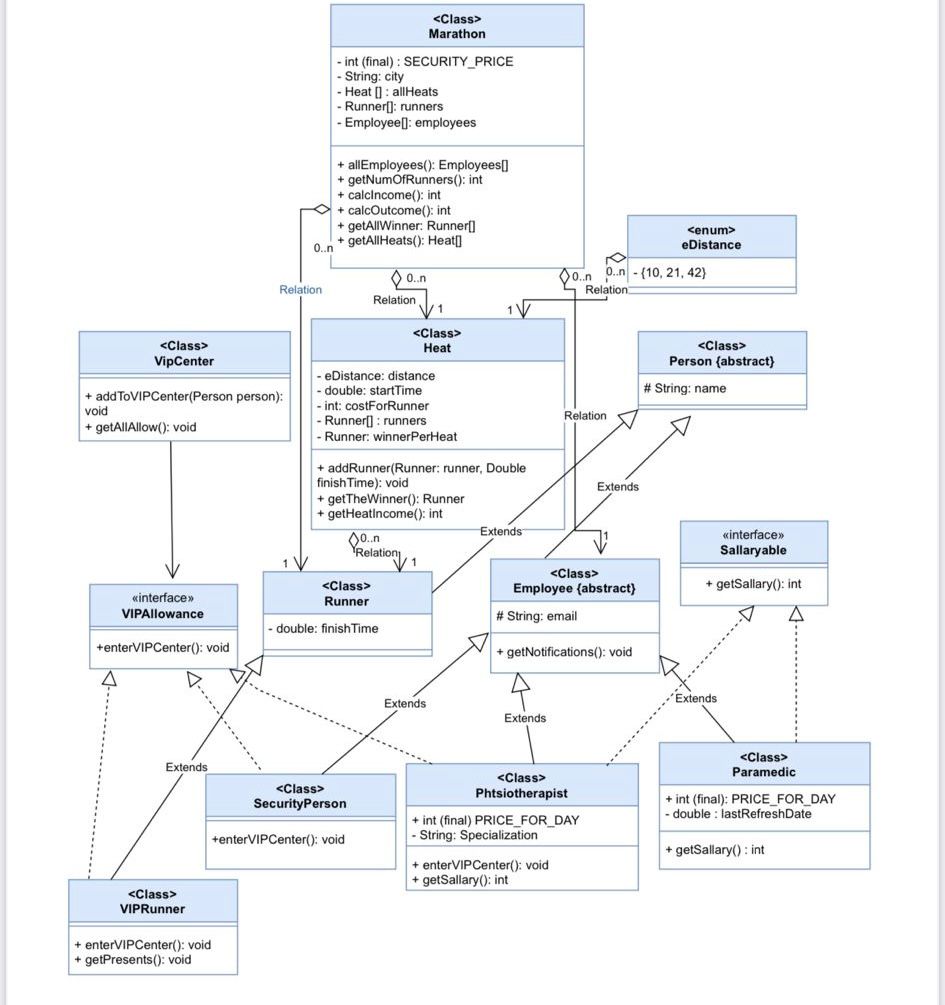 <Class>
Marathon
- int (final) : SECURITY_PRICE
- String: city
- Heat [] : allHeats
- Runner[]: runners
- Employee[]: employees
+ allEmployees(): Employees[]
+ getNumOfRunners(): int
+ calcIncome(): int
+ calcOutcome(): int
+ getAllWinner: Runner[]
+ getAllHeats(): Heat[]
0..n
Relation
0..n
Relation
1
0..n
<enum>
eDistance
- {10, 21, 42}
0..n
Relation
1
<Class>
VipCenter
+ addToVIPCenter(Person person):
void
+ getAllAllow(): void
<Class>
Heat
- eDistance: distance
- double: startTime
- int: costForRunner
- Runner[] : runners
- Runner: winnerPerHeat
+ addRunner(Runner: runner, Double
finishTime): void
+ getTheWinner(): Runner
+ getHeatIncome(): int
<Class>
Person {abstract}
# String: name
Relation
Extends
Extends
0..n
Relation
1
1
1
«interface»
Sallaryable
+ getSallary(): int
«interface»
VIPAllowance
+enterVIPCenter(): void
<Class>
Runner
- double: finishTime
<Class>
Employee {abstract}
# String: email
+ getNotifications(): void
Extends
Extends
Extends
Extends
<Class>
SecurityPerson
+enterVIPCenter(): void
<Class>
Phtsiotherapist
+ int (final) PRICE_FOR_DAY
- String: Specialization
+ enterVIPCenter(): void
+ getSallary(): int
<Class>
Paramedic
+ int (final): PRICE_FOR_DAY
- double : lastRefreshDate
+ getSallary() : int
<Class>
VIPRunner
+ enterVIPCenter(): void
+ getPresents(): void